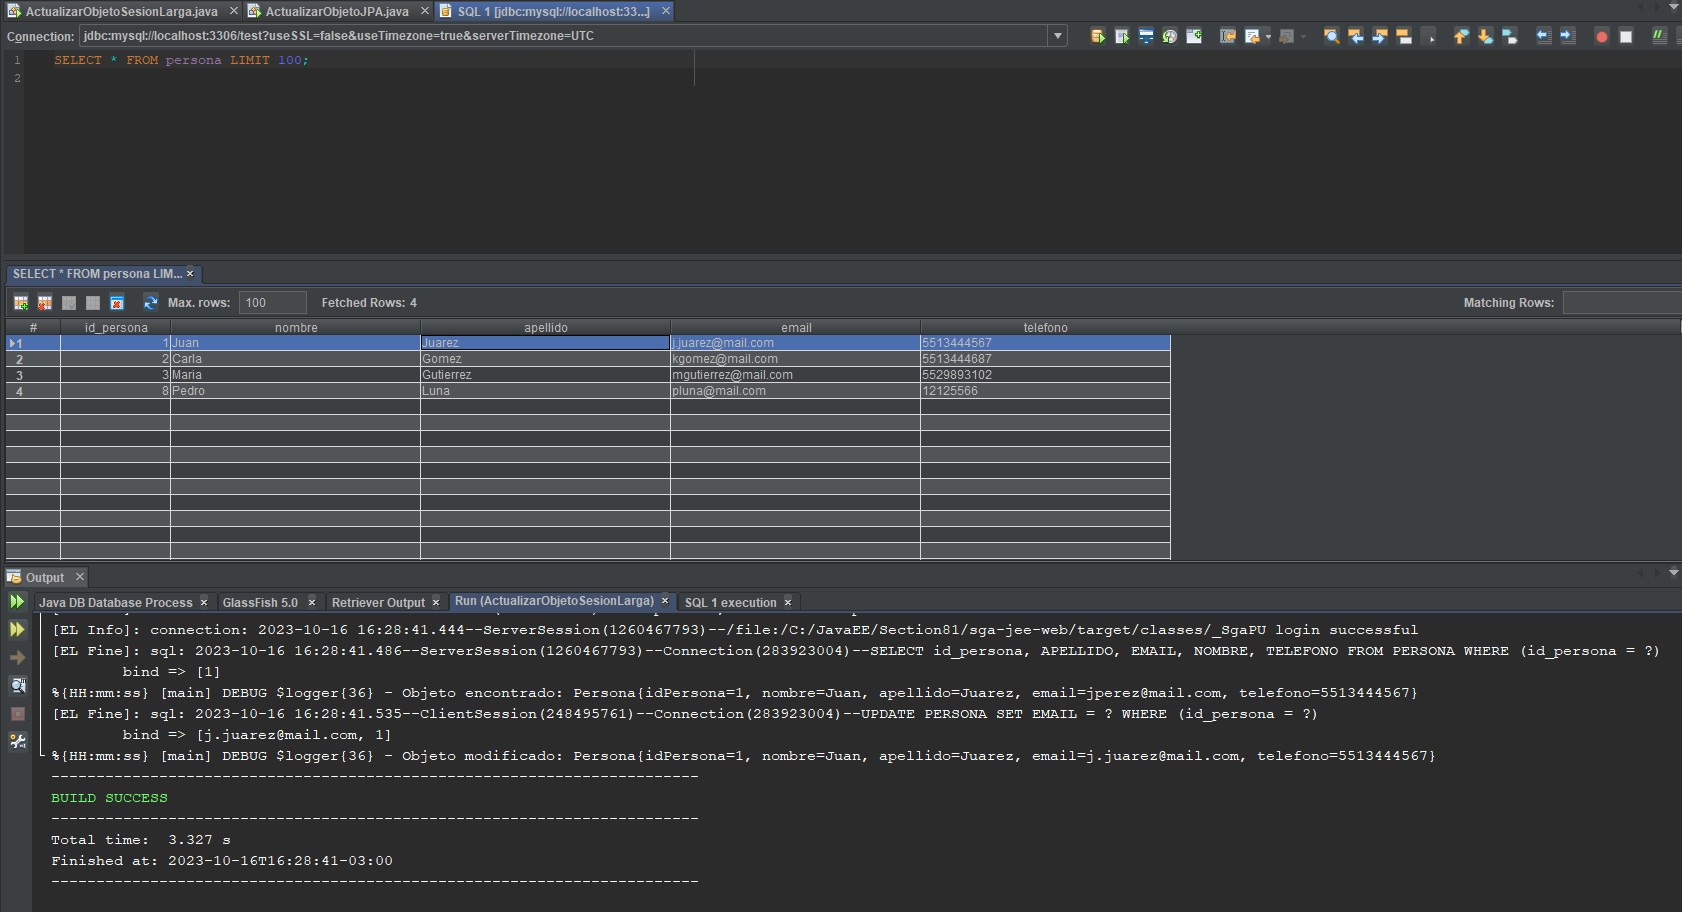 ActualizarObjetoSesionLarga.java ActualizarObjetoJPA.java SQL 1 [jdbc:mysql://localhost:33...]
Connection: jdbc:mysql://localhost:3306/test?useSSL=false&useTimezone=true&serverTimezone=UTC
1 SELECT * FROM persona LIMIT 100;
2
SELECT * FROM persona LIM...
Max. rows: 100 Fetched Rows: 4 Matching Rows:
# id_persona nombre apellido email telefono
1 1 Juan Juarez j.juarez@mail.com 5513444567
2 2 Carla Gomez kgomez@mail.com 5513444687
3 3 Maria Gutierrez mgutierrez@mail.com 5529893102
4 8 Pedro Luna pluna@mail.com 12125566
Output
Java DB Database Process GlassFish 5.0 Retriever Output Run (ActualizarObjetoSesionLarga) SQL 1 execution
[EL Info]: connection: 2023-10-16 16:28:41.444--ServerSession(1260467793)--/file:/C:/JavaEE/Section81/sga-jee-web/target/classes/_SgaPU login successful
[EL Fine]: sql: 2023-10-16 16:28:41.486--ServerSession(1260467793)--Connection(283923004)--SELECT id_persona, APELLIDO, EMAIL, NOMBRE, TELEFONO FROM PERSONA WHERE (id_persona = ?)
bind => [1]
%{HH:mm:ss} [main] DEBUG $logger{36} - Objeto encontrado: Persona{idPersona=1, nombre=Juan, apellido=Juarez, email=jperez@mail.com, telefono=5513444567}
[EL Fine]: sql: 2023-10-16 16:28:41.535--ClientSession(248495761)--Connection(283923004)--UPDATE PERSONA SET EMAIL = ? WHERE (id_persona = ?)
bind => [j.juarez@mail.com, 1]
%{HH:mm:ss} [main] DEBUG $logger{36} - Objeto modificado: Persona{idPersona=1, nombre=Juan, apellido=Juarez, email=j.juarez@mail.com, telefono=5513444567}
------------------------------------------------------------------------
BUILD SUCCESS
------------------------------------------------------------------------
Total time:  3.327 s
Finished at: 2023-10-16T16:28:41-03:00
------------------------------------------------------------------------